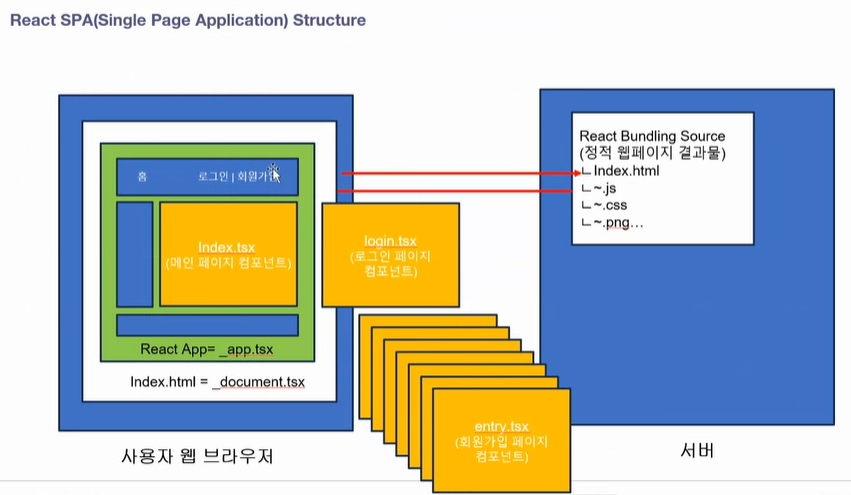 React SPA(Single Page Application) Structure
React Bundling Source
(정적 웹페이지 결과물)
ㄴIndex.html
ㄴ~.js
ㄴ~.css
ㄴ~.png…
홈 로그인 | 회원가입
Index.tsx
(메인 페이지 컴포넌트)
login.tsx
(로그인 페이지
컴포넌트)
React App= _app.tsx
Index.html = _document.tsx
entry.tsx
(회원가입 페이지
컴포넌트)
사용자 웹 브라우저
서버